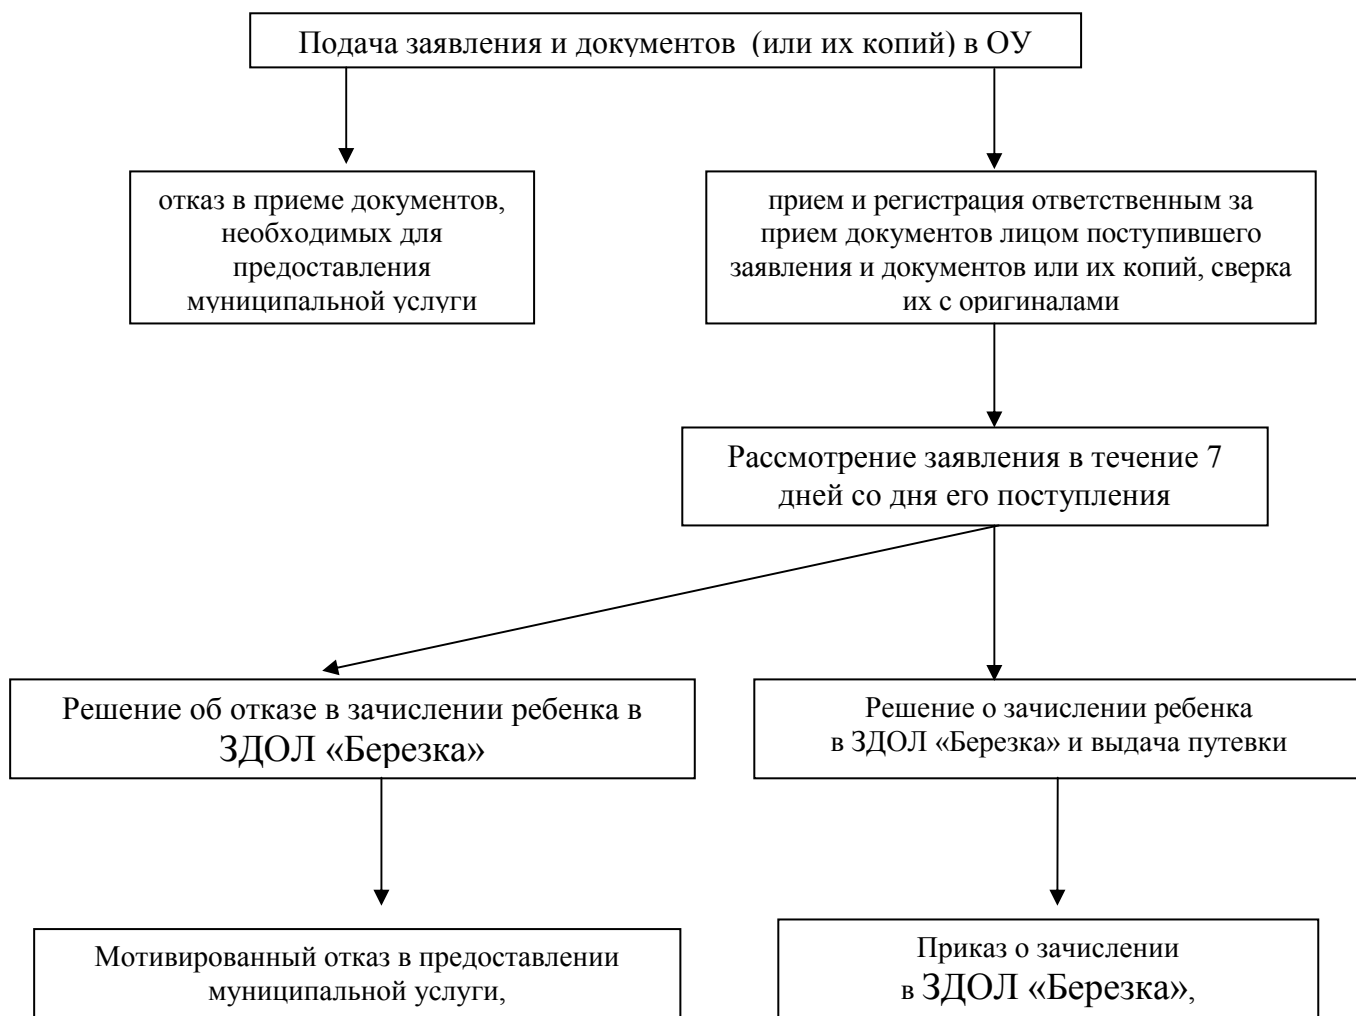 Подача заявления и документов (или их копий) в ОУ
отказ в приеме документов,
необходимых для
предоставления
муниципальной услуги
прием и регистрация ответственным за
прием документов лицом поступившего
заявления и документов или их копий, сверка
их с оригиналами
Рассмотрение заявления в течение 7
дней со дня его поступления
Решение об отказе в зачислении ребенка в
ЗДОЛ «Березка»
Решение о зачислении ребенка
в ЗДОЛ «Березка» и выдача путевки
Мотивированный отказ в предоставлении
муниципальной услуги,
Приказ о зачислении
в ЗДОЛ «Березка»,